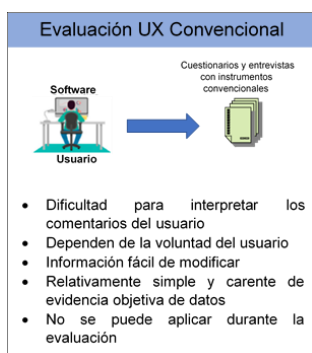 Evaluación UX Convencional
Cuestionarios y entrevistas
con instrumentos
convencionales
Software
Usuario
• Dificultad para interpretar los
comentarios del usuario
• Dependen de la voluntad del usuario
• Información fácil de modificar
• Relativamente simple y carente de
evidencia objetiva de datos
• No se puede aplicar durante la
evaluación